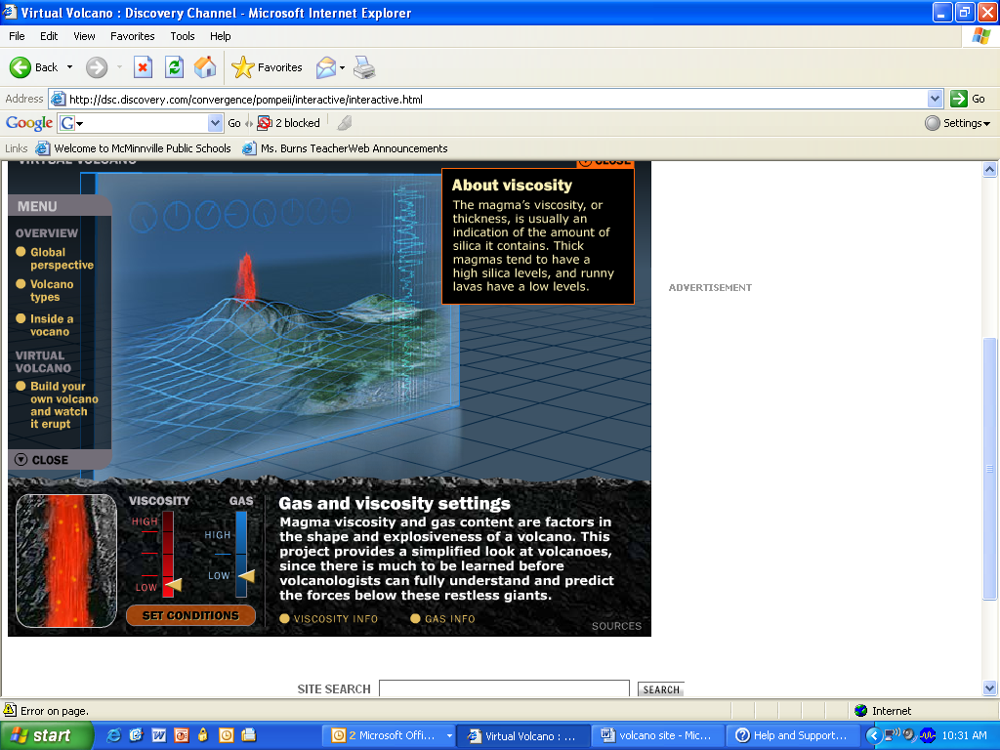 Virtual Volcano : Discovery Channel - Microsoft Internet Explorer
File Edit View Favorites Tools Help
Back Favorites
Address http://dsc.discovery.com/convergence/pompeii/interactive/interactive.html Go
Google G Go 2 blocked Settings
Links Welcome to McMinnville Public Schools Ms. Burns TeacherWeb Announcements
VIRTUAL VOLCANO
CLOSE
MENU
OVERVIEW
Global
perspective
Volcano
types
Inside a
vocano
VIRTUAL
VOLCANO
Build your
own volcano
and watch
it erupt
CLOSE
About viscosity
The magma's viscosity, or
thickness, is usually an
indication of the amount of
silica it contains. Thick
magmas tend to have a
high silica levels, and runny
lavas have a low levels.
ADVERTISEMENT
VISCOSITY GAS
HIGH
HIGH
LOW
LOW
SET CONDITIONS
Gas and viscosity settings
Magma viscosity and gas content are factors in
the shape and explosiveness of a volcano. This
project provides a simplified look at volcanoes,
since there is much to be learned before
volcanologists can fully understand and predict
the forces below these restless giants.
VISCOSITY INFO GAS INFO
SOURCES
SITE SEARCH SEARCH
Error on page. Internet
start 2 Microsoft Offi... Virtual Volcano : ... volcano site - Mic... Help and Support... 10:31 AM